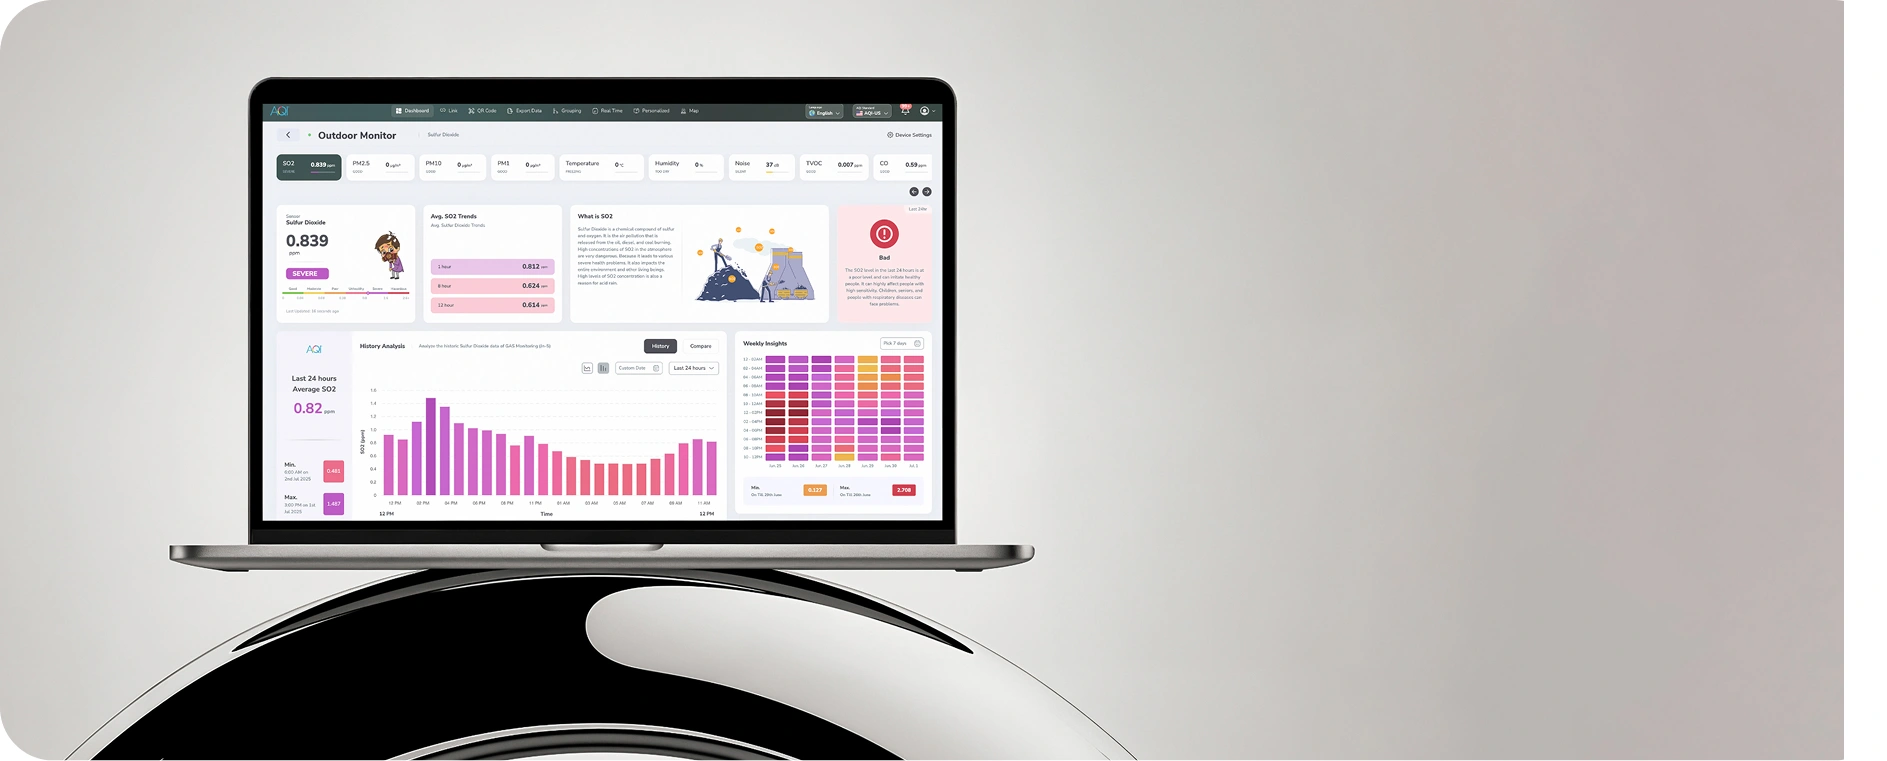 AQI
Dashboard
Link
QR Code
Export Data
Grouping
Real Time
Personalized
Map
English
AQI-US
Outdoor Monitor
Sulfur Dioxide
Device Settings
SO2
0.839 ppm
PM2.5
0 µg/m³
PM10
0 µg/m³
PM1
0 µg/m³
Temperature
0 °C
Humidity
0 %
Noise
37 dB
TVOC
0.007 ppm
CO
0.59 ppm
Sensor
Sulfur Dioxide
0.839
ppm
SEVERE
Good
Moderate
Poor
Unhealthy
Severe
Hazardous
Avg. SO2 Trends
Avg. Sulfur Dioxide Trends
1 hour
0.812 ppm
8 hour
0.624 ppm
12 hour
0.614 ppm
What is SO2
Sulfur Dioxide is a chemical compound of sulfur
and oxygen. It is the air pollution that is
released from the oil, diesel, and coal burning.
High concentrations of SO2 in the atmosphere
are very dangerous. Because it leads to various
severe health problems. It also impacts the
entire environment and other living beings.
High levels of SO2 concentration is also a
reason for acid rain.
Last 24hr
Bad
The SO2 level in the last 24 hours is at
a poor level and can irritate healthy
people. It can highly affect people with
high sensitivity. Children, seniors, and
people with respiratory diseases can
face problems.
AQI
Last 24 hours
Average SO2
0.82 ppm
Min.
6:00 AM on
2nd Jul 2025
0.481
Max.
3:00 PM on 1st
Jul 2025
1.487
History Analysis
Analyze the historic Sulfur Dioxide data of GAS Monitoring (In-5)
History
Compare
Custom Date
Last 24 hours
SO2 (ppm)
1.6
1.4
1.2
1.0
0.8
0.6
0.4
0.2
0
12 PM
02 PM
04 PM
06 PM
08 PM
11 PM
01 AM
03 AM
05 AM
07 AM
09 AM
11 AM
12 PM
Time
12 PM
Weekly Insights
Pick 7 days
12 - 02AM
02 - 04AM
04 - 06AM
06 - 08AM
08 - 10AM
10 - 12AM
12 - 02PM
02 - 04PM
04 - 06PM
06 - 08PM
08 - 10PM
10 - 12PM
Jun.25
Jun.26
Jun.27
Jun.28
Jun.29
Jun.30
Jul.1
Min.
0.127
Max.
2.708